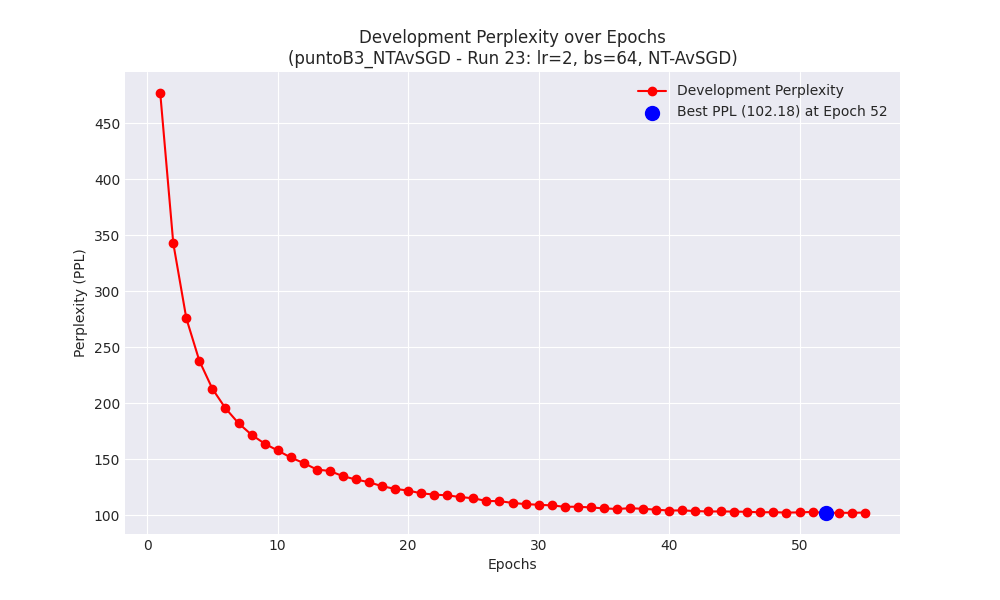 Development Perplexity over Epochs
(puntoB3_NTAvSGD - Run 23: lr=2, bs=64, NT-AvSGD)
Development Perplexity
Best PPL (102.18) at Epoch 52
Perplexity (PPL)
450
400
350
300
250
200
150
100
0 10 20 30 40 50
Epochs